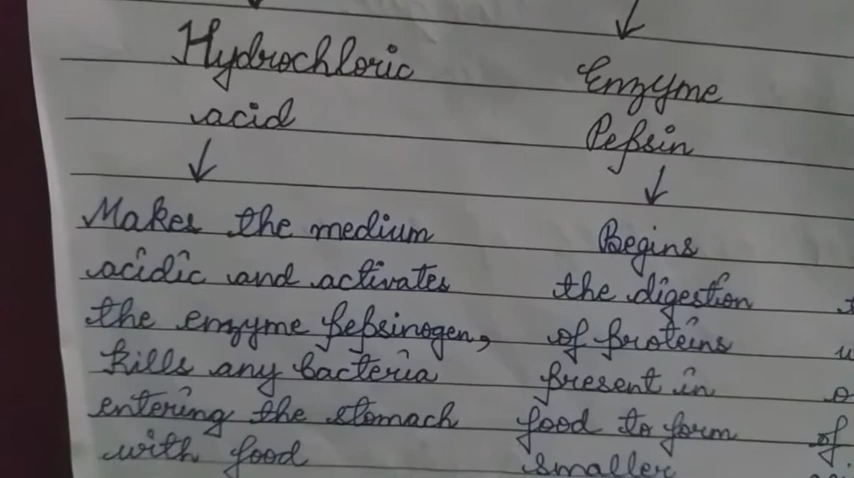 Hydrochloric
acid
Makes the medium
acidic and activates
the enzyme pepsinogen,
kills any bacteria
entering the stomach
with food
Enzyme
Pepsin
Begins
the digestion
of proteins
present in
food to form
smaller
of